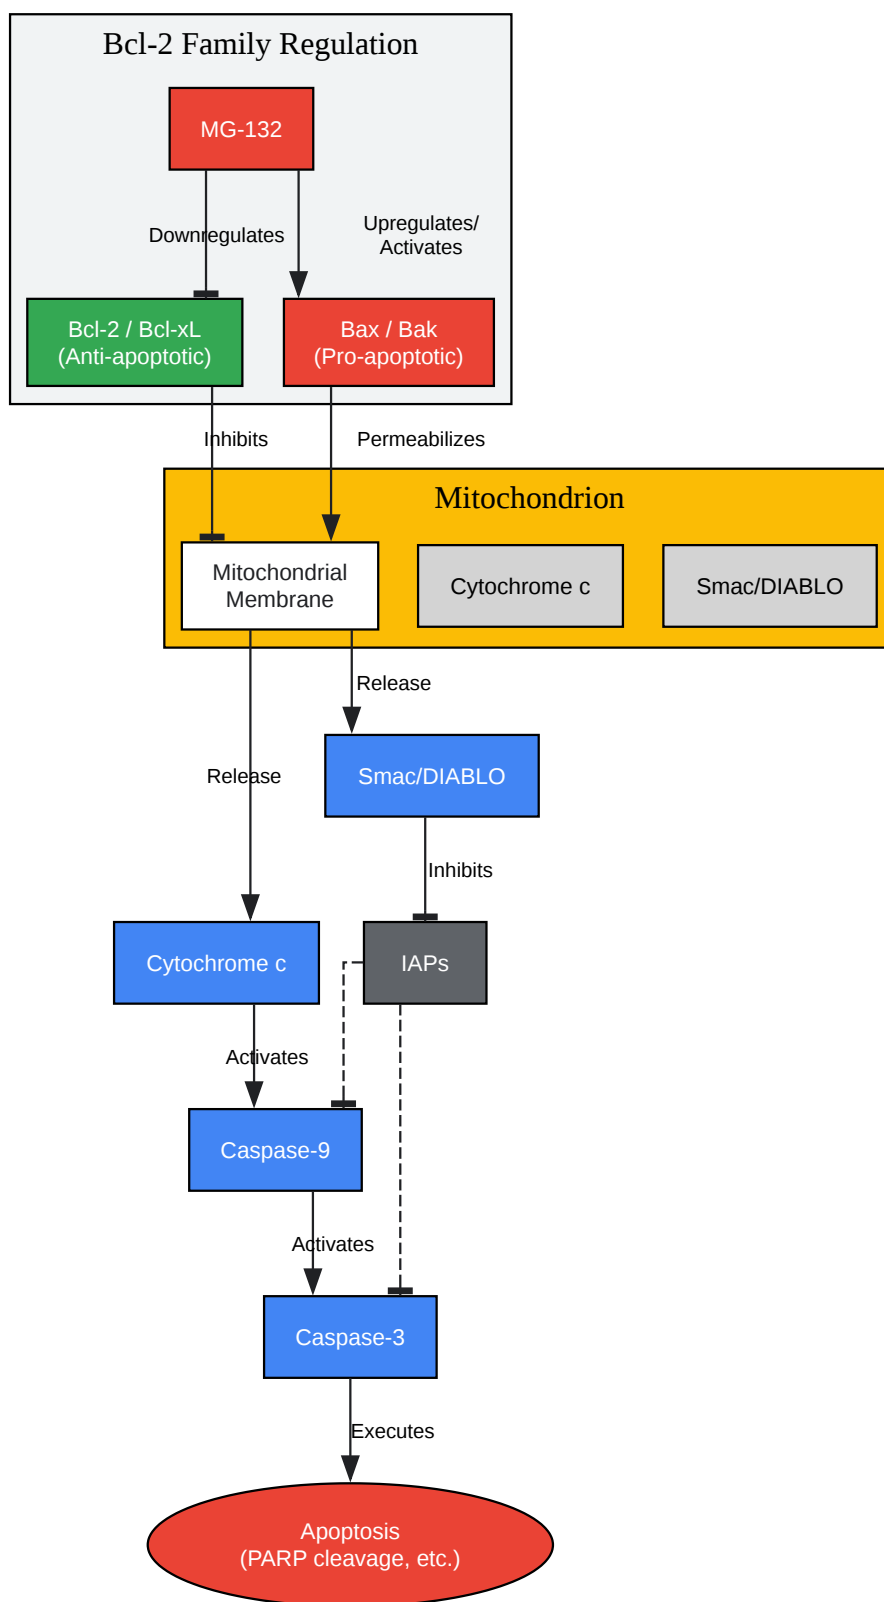 Bcl-2 Family Regulation
MG-132
Downregulates
Upregulates/
Activates
Bcl-2 / Bcl-xL
(Anti-apoptotic)
Bax / Bak
(Pro-apoptotic)
Inhibits
Permeabilizes
Mitochondrion
Mitochondrial
Membrane
Cytochrome c
Smac/DIABLO
Release
Smac/DIABLO
Release
Inhibits
Cytochrome c
IAPs
Activates
Caspase-9
Activates
Caspase-3
Executes
Apoptosis
(PARP cleavage, etc.)